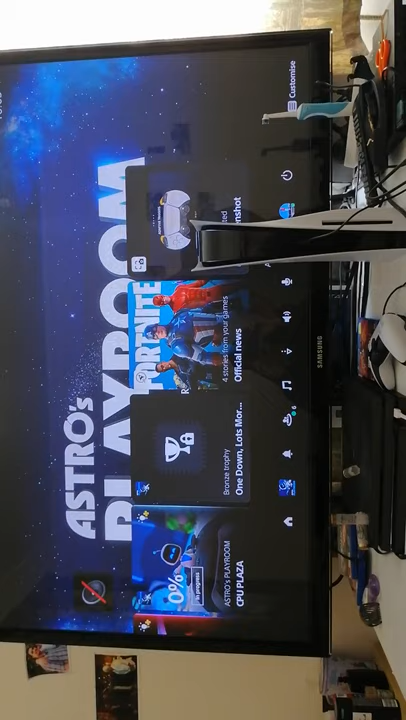 ASTRO's
PLAYROOM
0%
In progress
ASTRO's PLAYROOM
CPU PLAZA
Bronze trophy
One Down, Lots Mor...
FORTNITE
4 stories from your games
Official news
Customise
SAMSUNG